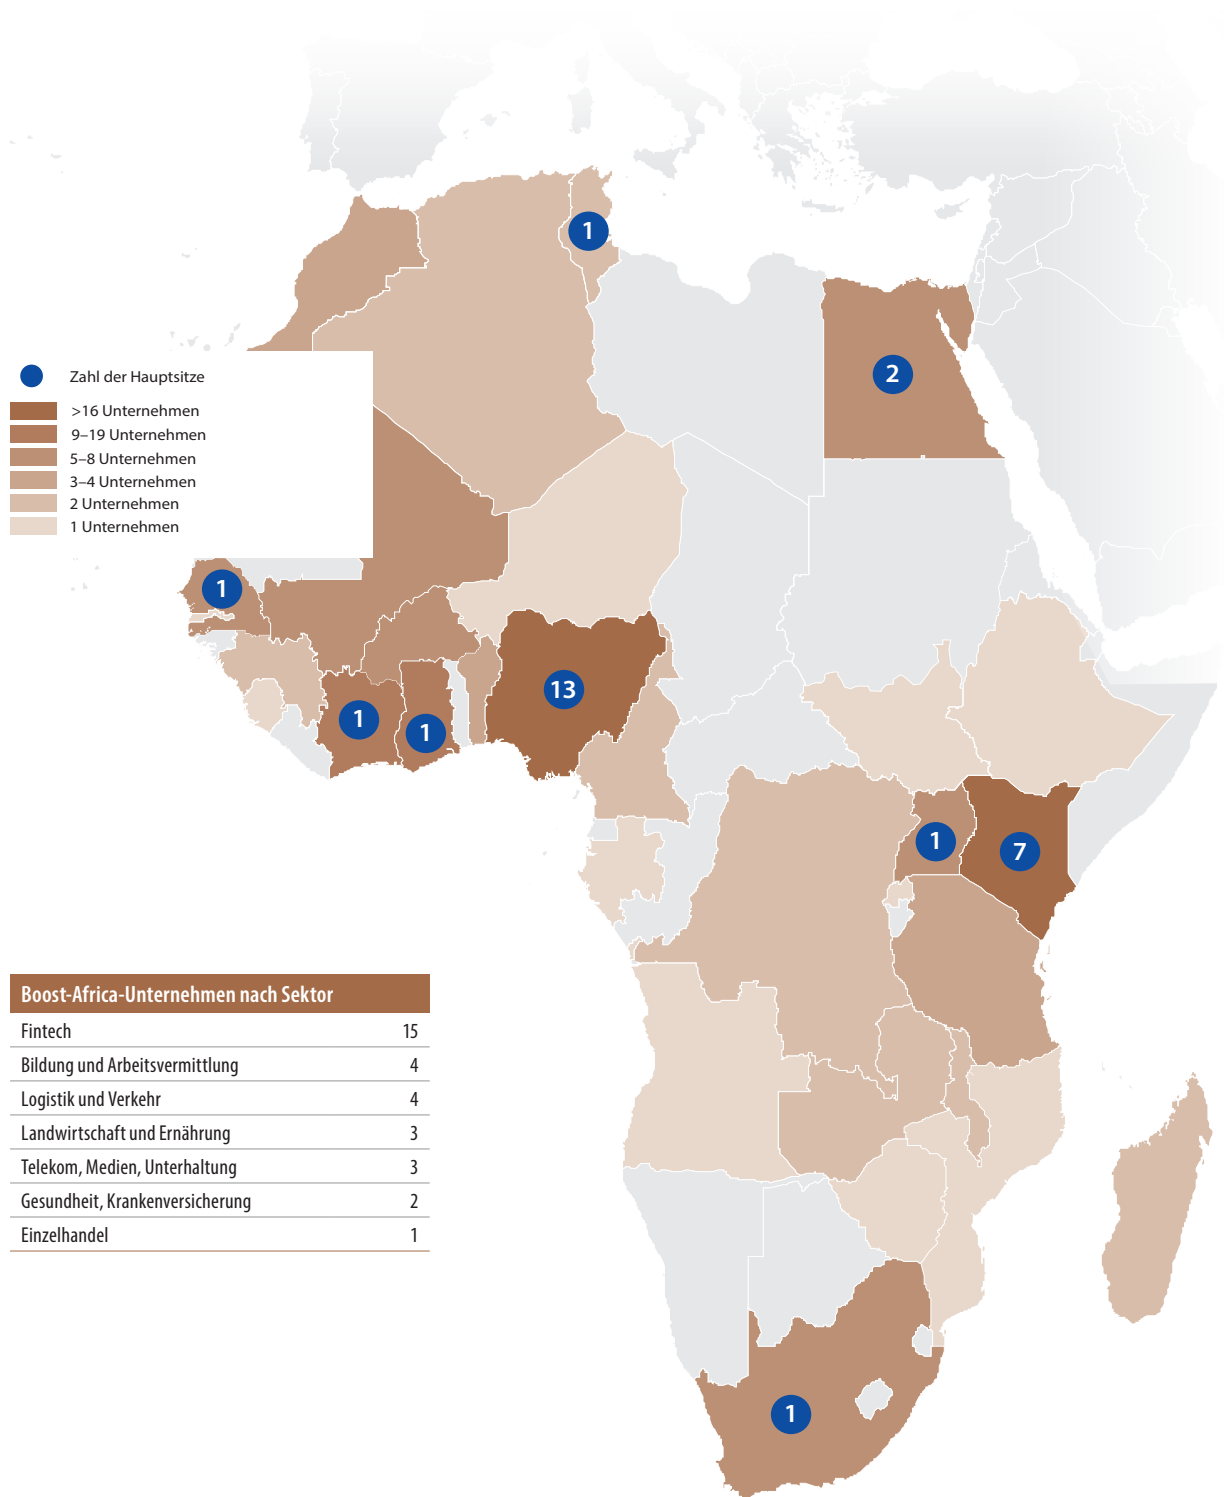 1
2
Zahl der Hauptsitze
>16 Unternehmen
9–19 Unternehmen
5–8 Unternehmen
3–4 Unternehmen
2 Unternehmen
1 Unternehmen
1
13
1
1
1
7
Boost-Africa-Unternehmen nach Sektor
Fintech 15
Bildung und Arbeitsvermittlung 4
Logistik und Verkehr 4
Landwirtschaft und Ernährung 3
Telekom, Medien, Unterhaltung 3
Gesundheit, Krankenversicherung 2
Einzelhandel 1
1